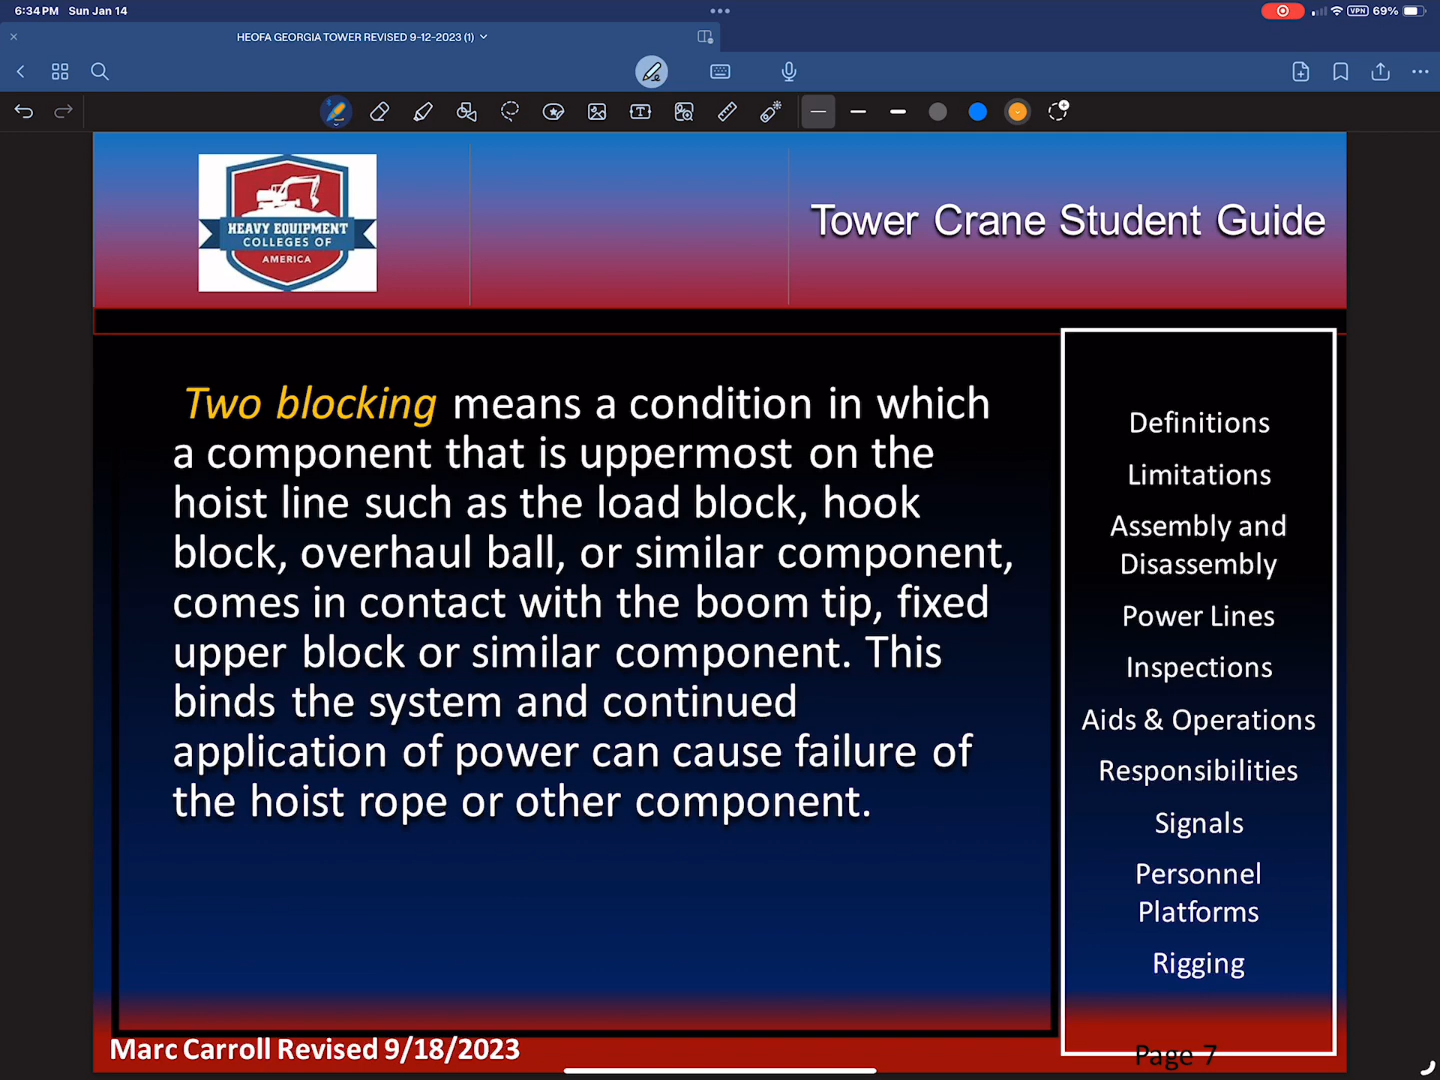 6:34 PM Sun Jan 14
VPN 69%
HEOFA GEORGIA TOWER REVISED 9-12-2023 (1)
HEAVY EQUIPMENT
COLLEGES OF
AMERICA
Tower Crane Student Guide
Two blocking means a condition in which
a component that is uppermost on the
hoist line such as the load block, hook
block, overhaul ball, or similar component,
comes in contact with the boom tip, fixed
upper block or similar component. This
binds the system and continued
application of power can cause failure of
the hoist rope or other component.
Definitions
Limitations
Assembly and
Disassembly
Power Lines
Inspections
Aids & Operations
Responsibilities
Signals
Personnel
Platforms
Rigging
Marc Carroll Revised 9/18/2023
Page 7